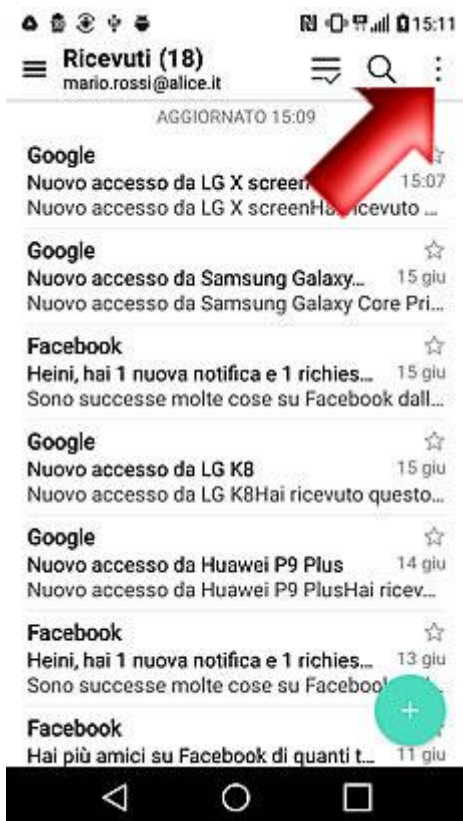 15:11
Ricevuti (18)
mario.rossi@alice.it
AGGIORNATO 15:09
Google
Nuovo accesso da LG X screen 15:07
Nuovo accesso da LG X screenHa ...
Google
Nuovo accesso da Samsung Galaxy... 15 giu
Nuovo accesso da Samsung Galaxy Core Pri...
Facebook
Heini, hai 1 nuova notifica e 1 richies... 15 giu
Sono successe molte cose su Facebook dall...
Google
Nuovo accesso da LG K8 15 giu
Nuovo accesso da LG K8Hai ricevuto questo...
Google
Nuovo accesso da Huawei P9 Plus 14 giu
Nuovo accesso da Huawei P9 PlusHai ricev...
Facebook
Heini, hai 1 nuova notifica e 1 richies... 13 giu
Sono successe molte cose su
Facebook
Hai più amici su Facebook di quanti t... 11 giu